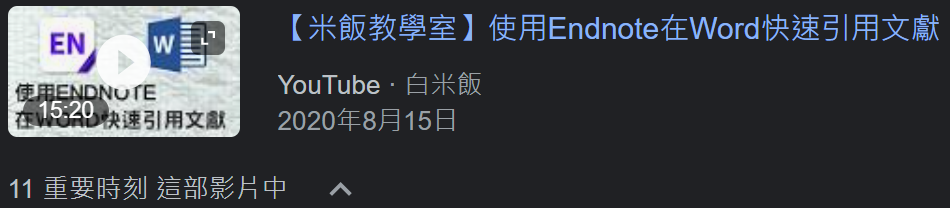 EN
W
使用ENDNOTE
15:20
在WORD快速引用文獻
【米飯教學室】使用Endnote在Word快速引用文獻
YouTube · 白米飯
2020年8月15日
11 重要時刻 這部影片中